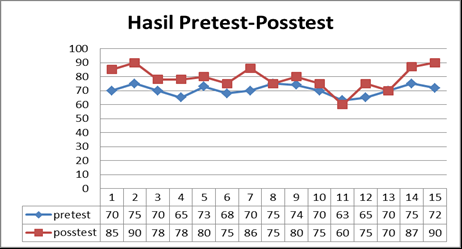 Hasil Pretest-Posstest
100
90
80
70
60
50
40
30
20
10
0
1 2 3 4 5 6 7 8 9 10 11 12 13 14 15
pretest 70 75 70 65 73 68 70 75 74 70 63 65 70 75 72
posstest 85 90 78 78 80 75 86 75 80 75 60 75 70 87 90